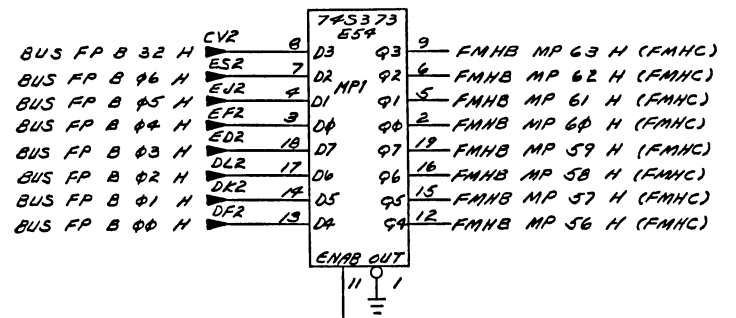 74S373
E54
MP1
BUS FP B 32 H CV2 8 D3 Q3 9 FMHB MP 63 H (FMHC)
BUS FP B φ6 H ES2 7 D2 Q2 6 FMHB MP 62 H (FMHC)
BUS FP B φ5 H EJ2 4 D1 Q1 5 FMHB MP 61 H (FMHC)
BUS FP B φ4 H EF2 3 Dφ Qφ 2 FMHB MP 6φ H (FMHC)
BUS FP B φ3 H ED2 18 D7 Q7 19 FMHB MP 59 H (FMHC)
BUS FP B φ2 H DL2 17 D6 Q6 16 FMHB MP 58 H (FMHC)
BUS FP B φ1 H DK2 14 D5 Q5 15 FMHB MP 57 H (FMHC)
BUS FP B φφ H DF2 13 D4 Q4 12 FMHB MP 56 H (FMHC)
ENAB OUT
11 1